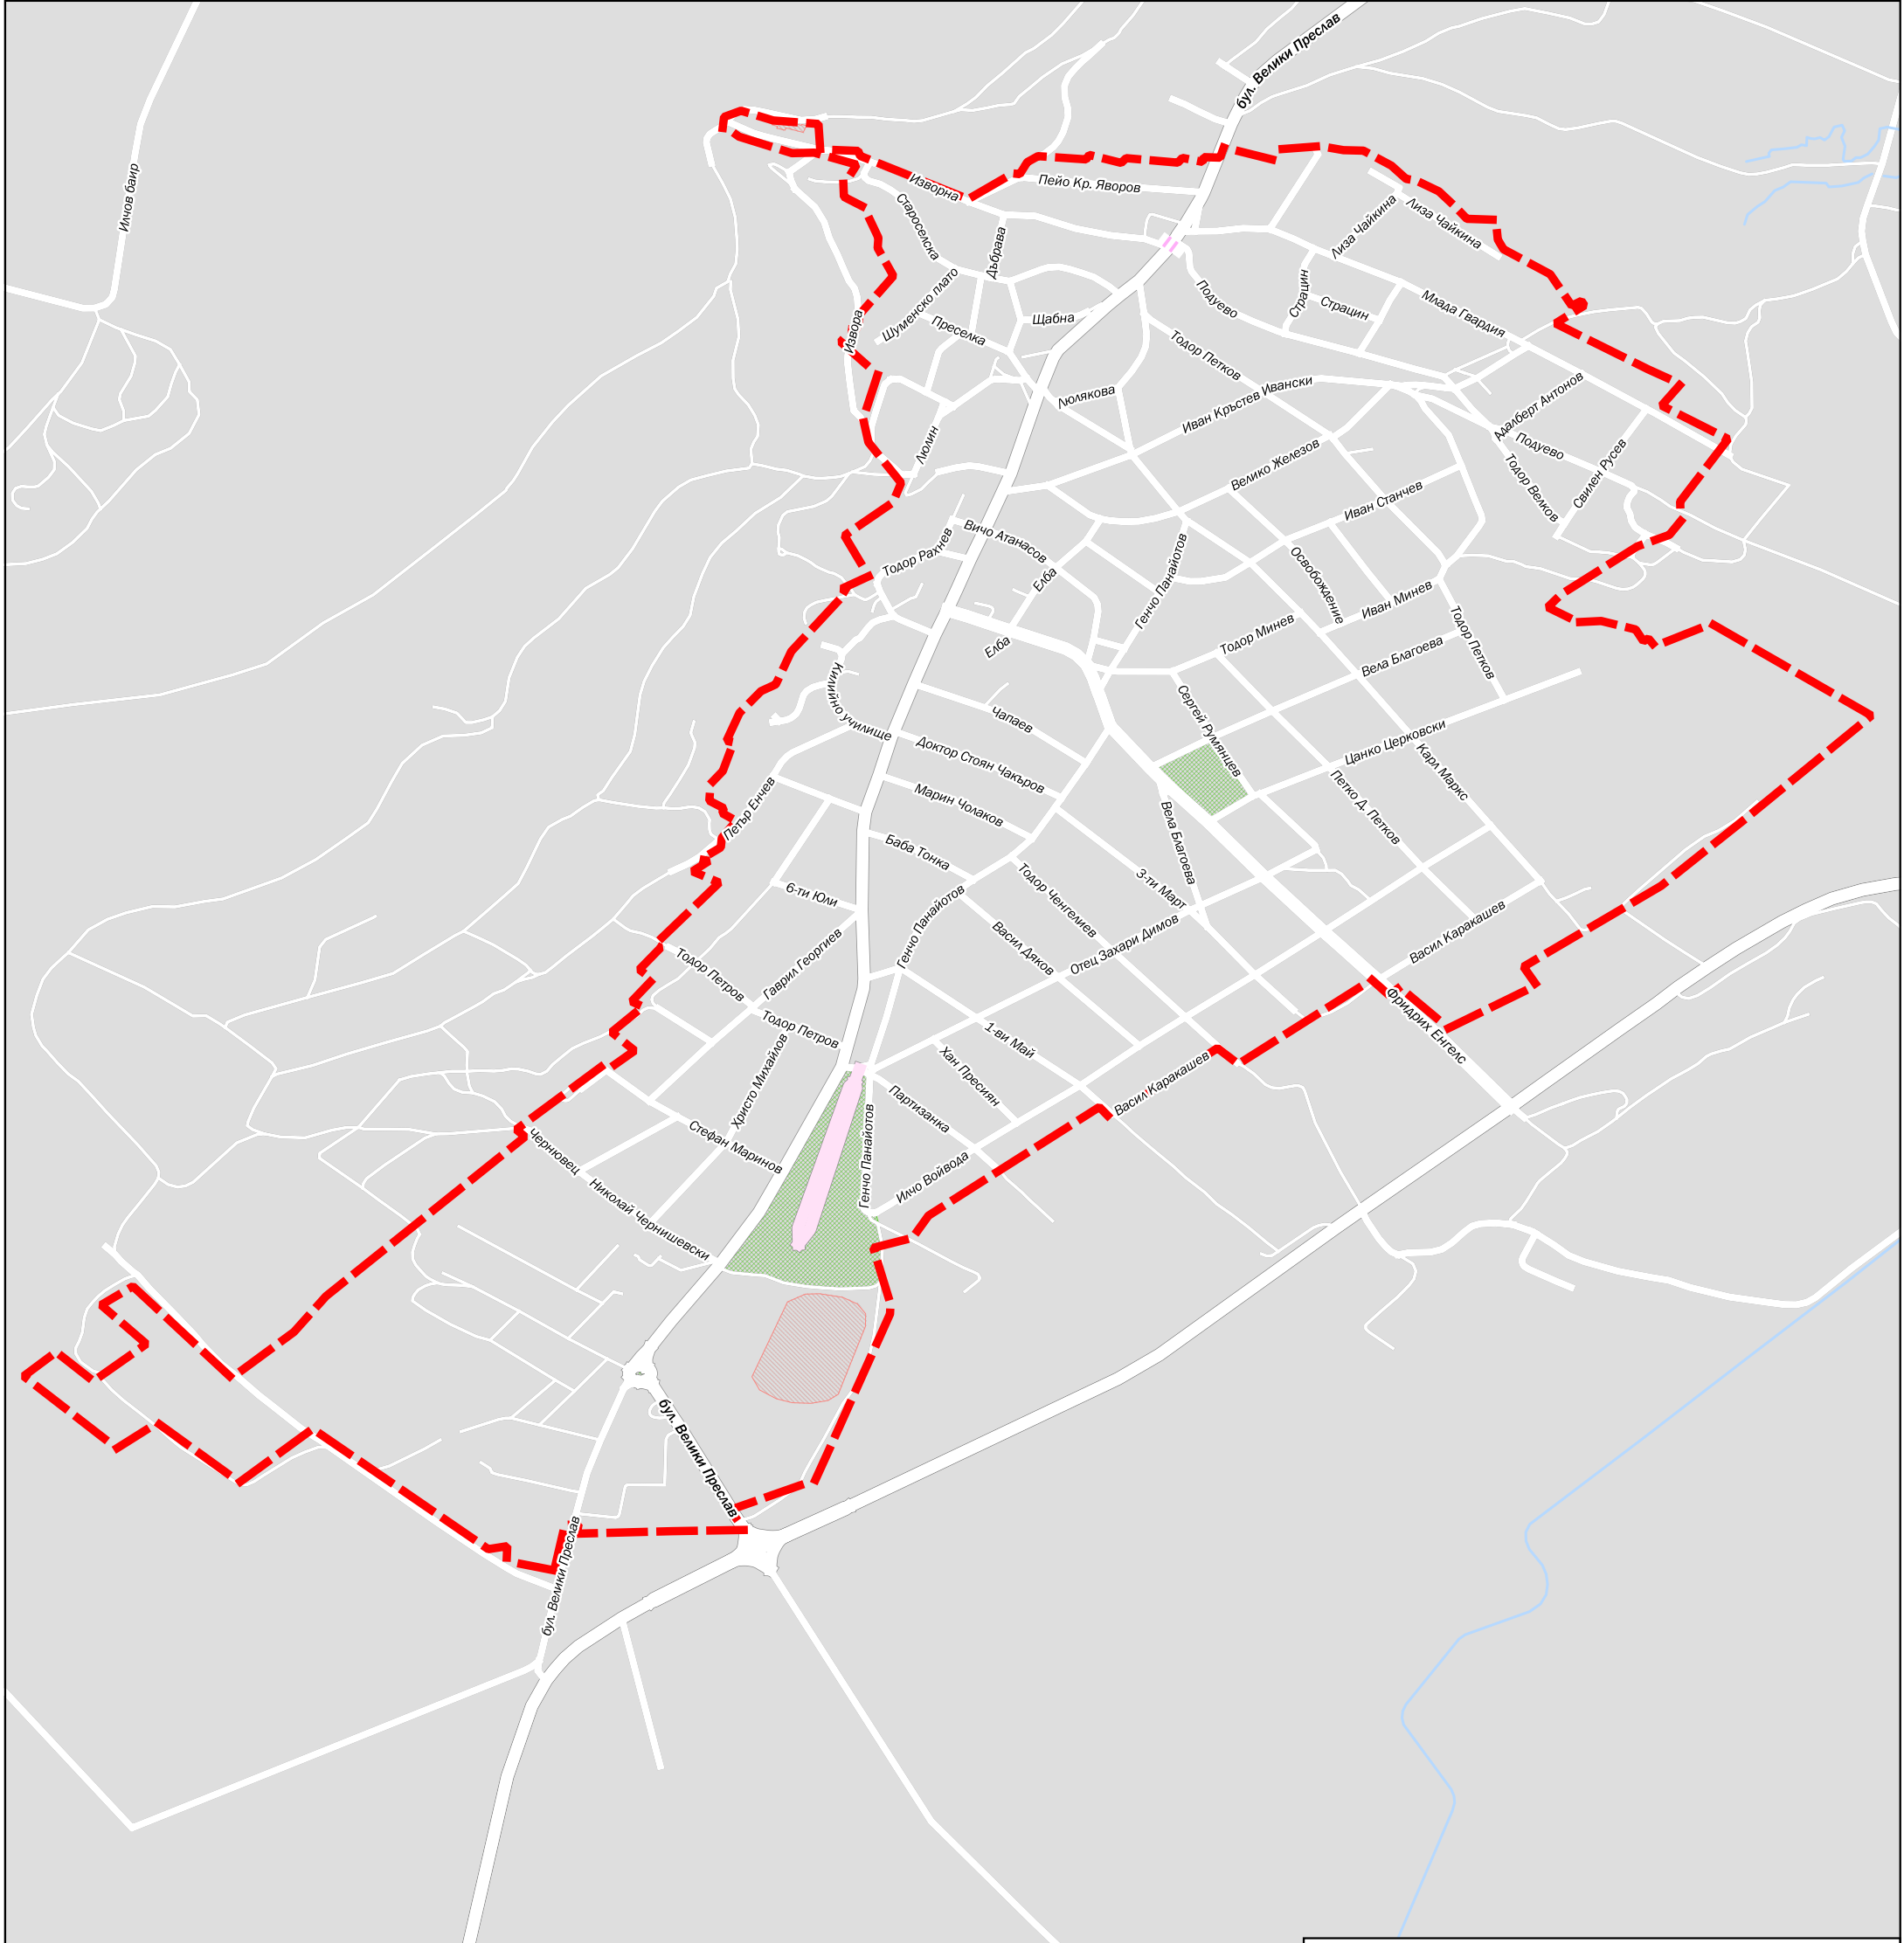 бул. Велики Преслав
Илчов баир
Изворна
Пейо Кр. Яворов
Староселска
Дъбрава
Лиза Чайкина
Лиза Чайкина
Шуменско плато
Подуево
Страцин
Страцин
Млада Гвардия
Извора
Преселка
Щабна
Тодор Петков
Люлякова
Иван Кръстев Ивански
Адалберт Антонов
Люлин
Подуево
Велико Железов
Свилен Русев
Тодор Велков
Иван Станчев
Вичо Атанасов
Тодор Рахнев
Елба
Генчо Панайотов
Освобождение
Иван Минев
Тодор Минев
Тодор Петков
Елба
Вела Благоева
Килийно училище
Сергей Румянцев
Чапаев
Доктор Стоян Чакъров
Цанко Церковски
Карл Маркс
Марин Чолаков
Петър Енчев
Петко Д. Петков
Вела Благоева
Баба Тонка
Тодор Ченгелиев
3-ти Март
6-ти Юли
Генчо Панайотов
Васил Дяков
Отец Захари Димов
Васил Каракашев
Тодор Петров
Гаврил Георгиев
Тодор Петров
1-ви Май
Фридрих Енгелс
Хан Пресиян
Васил Каракашев
Христо Михайлов
Партизанка
Генчо Панайотов
Стефан Маринов
Чернювец
Илчо Войвода
Николай Чернишевски
бул. Велики Преслав
бул. Велики Преслав